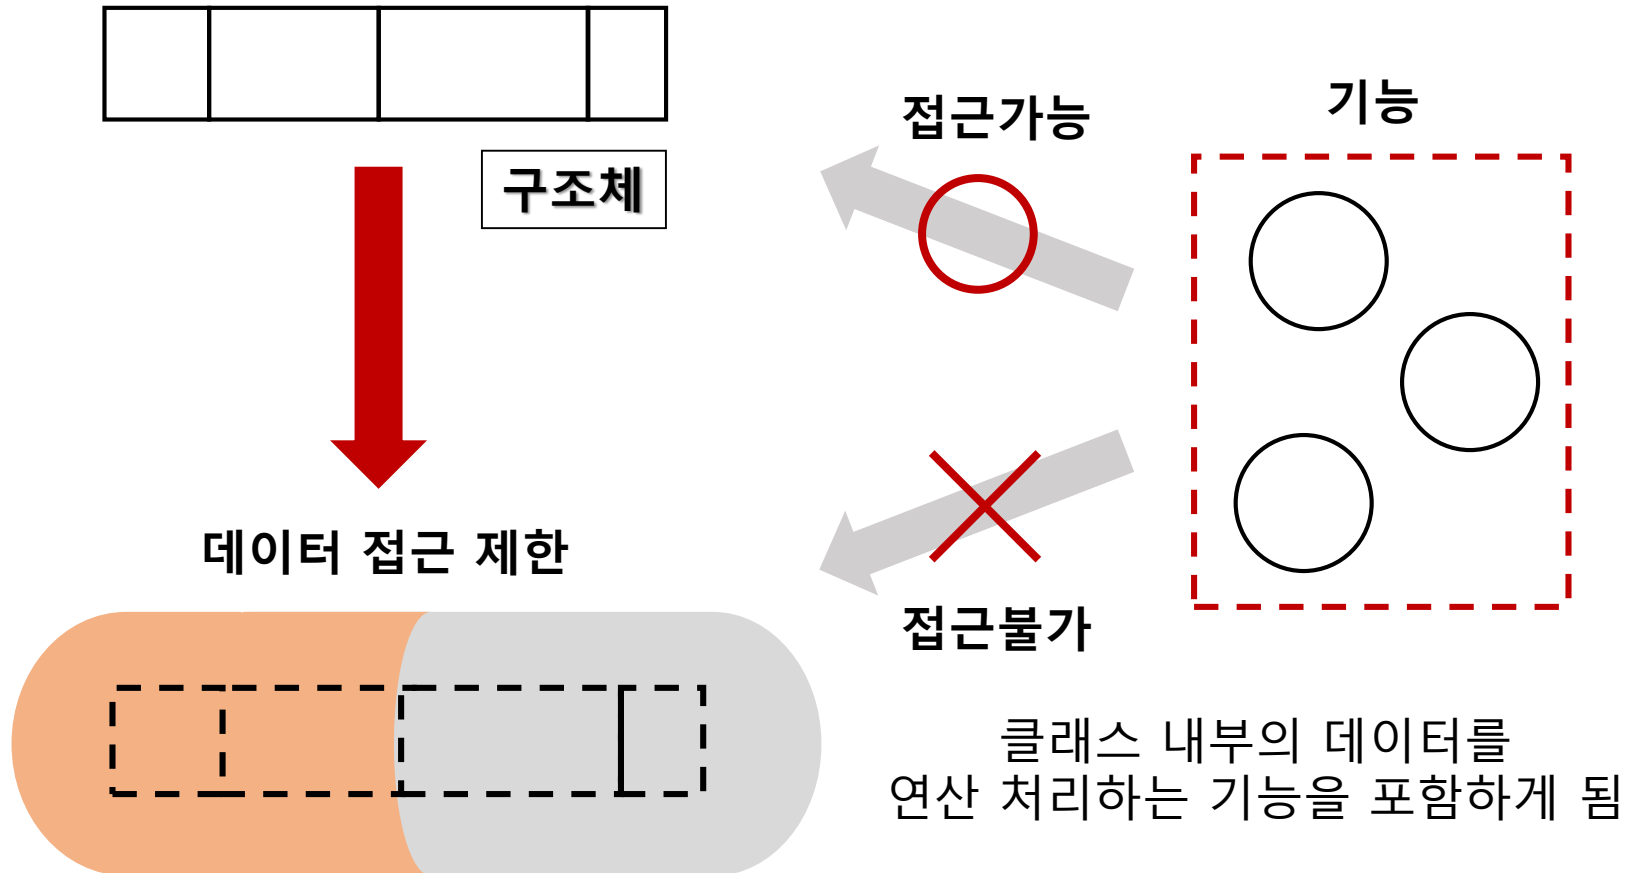 구조체
접근가능
기능
데이터 접근 제한
접근불가
클래스 내부의 데이터를
연산 처리하는 기능을 포함하게 됨